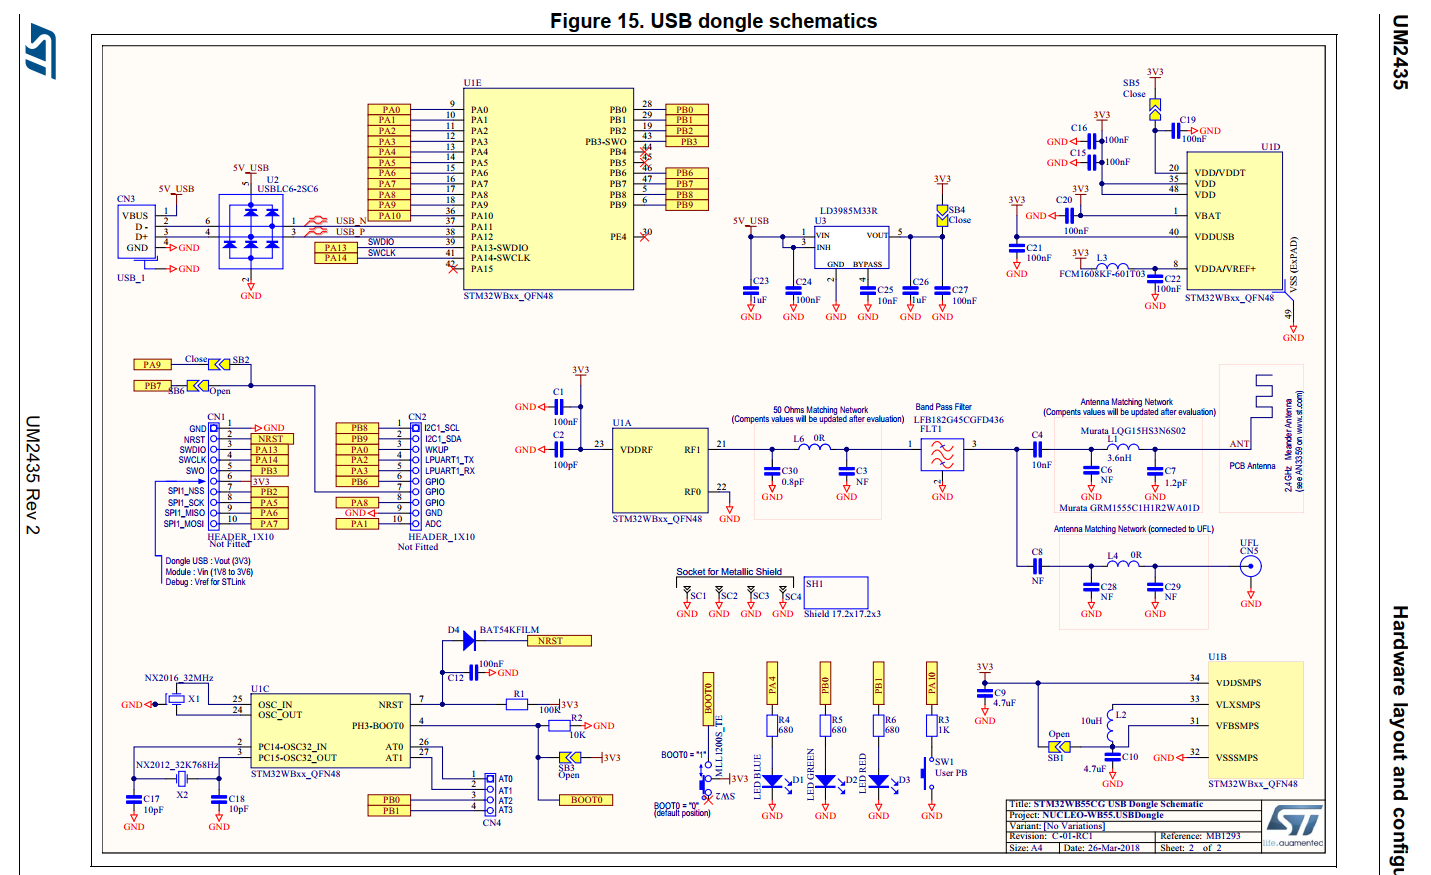 Figure 15. USB dongle schematics
UM2435
Hardware layout and configu
UM2435 Rev 2
U1E
PA0 9 PA0 PB0 28 PB0
PA1 10 PA1 PB1 29 PB1
PA2 11 PA2 PB2 19 PB2
PA3 12 PA3 PB3-SWO 43 PB3
PA4 13 PA4 PB4 44
PA5 14 PA5 PB5 45
PA6 15 PA6 PB6 46 PB6
PA7 16 PA7 PB7 47 PB7
PA8 17 PA8 PB8 5 PB8
PA9 18 PA9 PB9 6 PB9
PA10 36 PA10
37 PA11
38 PA12 PE4 30
PA13 SWDIO 39 PA13-SWDIO
PA14 SWCLK 41 PA14-SWCLK
42 PA15
STM32WBxx_QFN48
CN3
5V_USB
VBUS 1
D - 2
D+ 3
GND 4 GND
GND
USB_1
5V_USB
U2
USBLC6-2SC6
5
6 1 USB_N
4 3 USB_P
2
GND
5V_USB
LD3985M33R
U3
1 VIN VOUT 5
3 INH
GND BYPASS
2 4
3V3
SB4
Close
C23
1uF
C24
100nF
C25
10nF
C26
1uF
C27
100nF
GND GND GND GND GND GND
3V3
SB5
Close
C19
100nF
GND
3V3
C16
GND 100nF
C15
GND 100nF
U1D
20 VDD/VDDT
35 VDD
48 VDD
3V3
C20
GND
100nF
1 VBAT
3V3
40 VDDUSB
C21
100nF
GND
3V3
L3
FCM1608KF-601T03
8 VDDA/VREF+
C22
100nF
GND
STM32WBxx_QFN48
VSS (ExPAD)
49
GND
PA9 Close SB2
PB7 SB6 Open
CN1
GND 1 GND
NRST 2 NRST
SWDIO 3 PA13
SWCLK 4 PA14
SWO 5 PB3
6 3V3
SPI1_NSS 7 PB2
SPI1_SCK 8 PA5
SPI1_MISO 9 PA6
SPI1_MOSI 10 PA7
HEADER_1X10
Not Fitted
Dongle USB : Vout (3V3)
Module : Vin (1V8 to 3V6)
Debug : Vref for STLink
CN2
PB8 1 I2C1_SCL
PB9 2 I2C1_SDA
PA0 3 WKUP
PA2 4 LPUART1_TX
PA3 5 LPUART1_RX
PB6 6 GPIO
7 GPIO
PA8 8 GPIO
GND 9 GND
PA1 10 ADC
HEADER_1X10
Not Fitted
3V3
C1
GND
100nF
C2
GND
100pF
U1A
23 VDDRF RF1 21
RF0 22
GND
STM32WBxx_QFN48
50 Ohms Matching Network
(Compents values will be updated after evaluation)
L6 0R
C30
0.8pF
GND
C3
NF
GND
Band Pass Filter
LFB182G45CGFD436
FLT1
1 3
2
GND
C4
10nF
Antenna Matching Network
(Compents values will be updated after evaluation)
Murata LQG15HS3N6S02
L1
3.6nH
C6
NF
GND
C7
1.2pF
GND
Murata GRM1555C1H1R2WA01D
ANT
PCB Antenna
2,4GHz Meander Antenna
(see AN3359 on www.st.com)
Antenna Matching Network (connected to UFL)
C8
NF
L4 0R
C28
NF
GND
C29
NF
GND
UFL
CN5
GND
Socket for Metallic Shield
SC1 SC2 SC3 SC4
GND GND GND GND
SH1
Shield 17.2x17.2x3
D4 BAT54KFILM
NRST
100nF
C12
GND
NX2016_32MHz
GND X1
U1C
25 OSC_IN NRST 7
24 OSC_OUT
PH3-BOOT0 4
2 PC14-OSC32_IN AT0 26
3 PC15-OSC32_OUT AT1 27
STM32WBxx_QFN48
R1
100K
3V3
R2
10K
GND
SB3
Open
3V3
BOOT0
NX2012_32K768Hz
X2
C17
10pF
GND
C18
10pF
GND
1 AT0
2 AT1
PB0 3 AT2
PB1 4 AT3
CN4
BOOT0
BOOT0 = "1"
MLL1200S_TE
3V3
SW2
BOOT0 = "0"
(default position)
PA4 PB0 PB1 PA10
R4
680
R5
680
R6
680
R3
1K
LED BLUE D1
LED GREEN D2
LED RED D3
SW1
User PB
GND GND GND GND
3V3
C9
4.7uF
GND
U1B
34 VDDSMPS
33 VLXSMPS
10uH L2
31 VFBSMPS
Open
SB1
C10
4.7uF
GND
GND 32 VSSSMPS
STM32WBxx_QFN48
Title: STM32WB55CG USB Dongle Schematic
Project: NUCLEO-WB55.USBDongle
Variant: [No Variations]
Revision: C-01-RC1 Reference: MB1293
Size: A4 Date: 26-Mar-2018 Sheet: 2 of 2
life.augmented